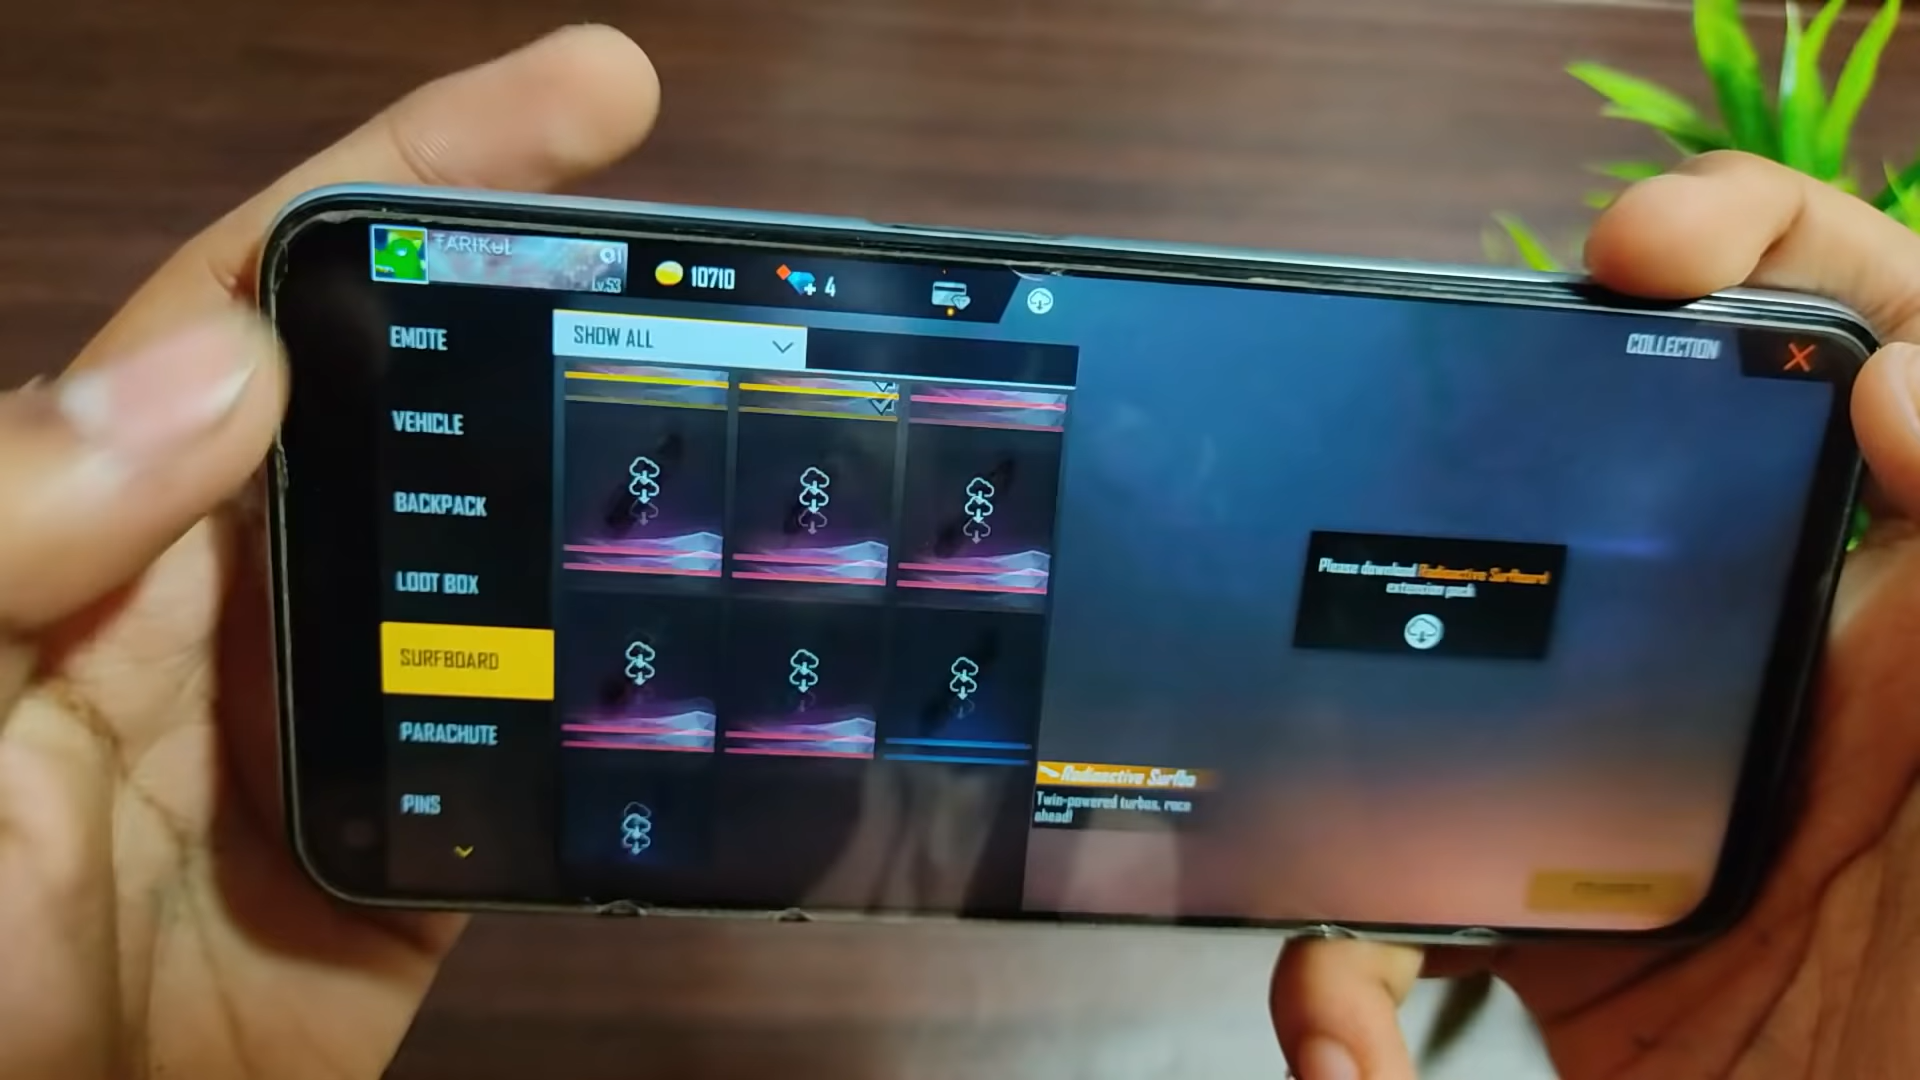 TARIKUL
Lv.53
10710
4
COLLECTION
EMOTE
SHOW ALL
VEHICLE
BACKPACK
LOOT BOX
SURFBOARD
PARACHUTE
PINS
Please download Radioactive Surfboard
extension pack
Radioactive Surfbo
Twin-powered turbos, race
ahead!